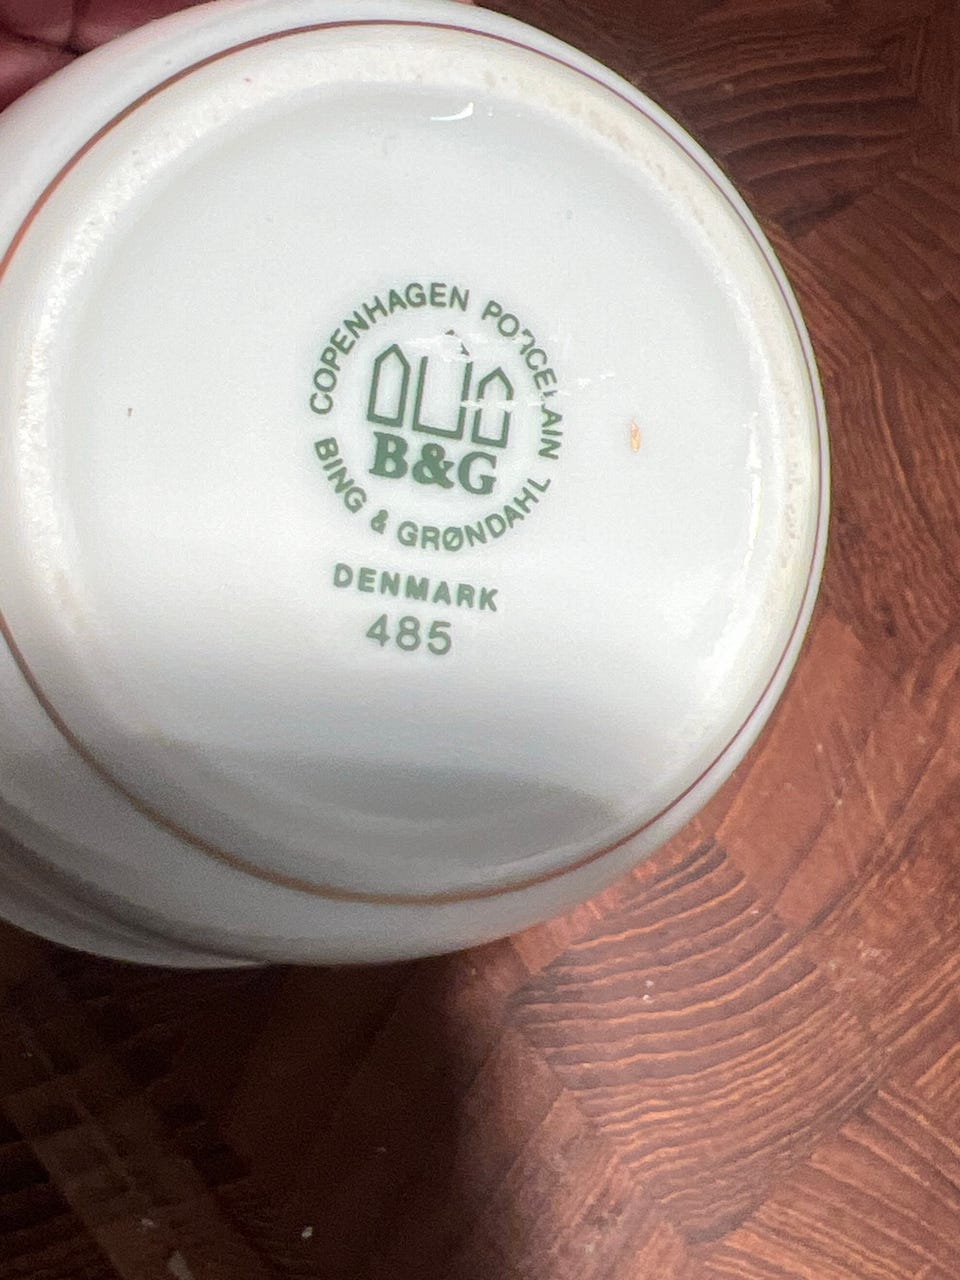 COPENHAGEN PORCELAIN
B&G
BING & GRØNDAHL
DENMARK
485